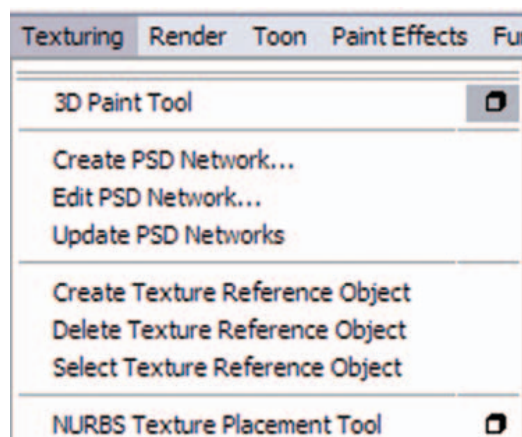 Texturing Render Toon Paint Effects Fur
3D Paint Tool
Create PSD Network...
Edit PSD Network...
Update PSD Networks
Create Texture Reference Object
Delete Texture Reference Object
Select Texture Reference Object
NURBS Texture Placement Tool